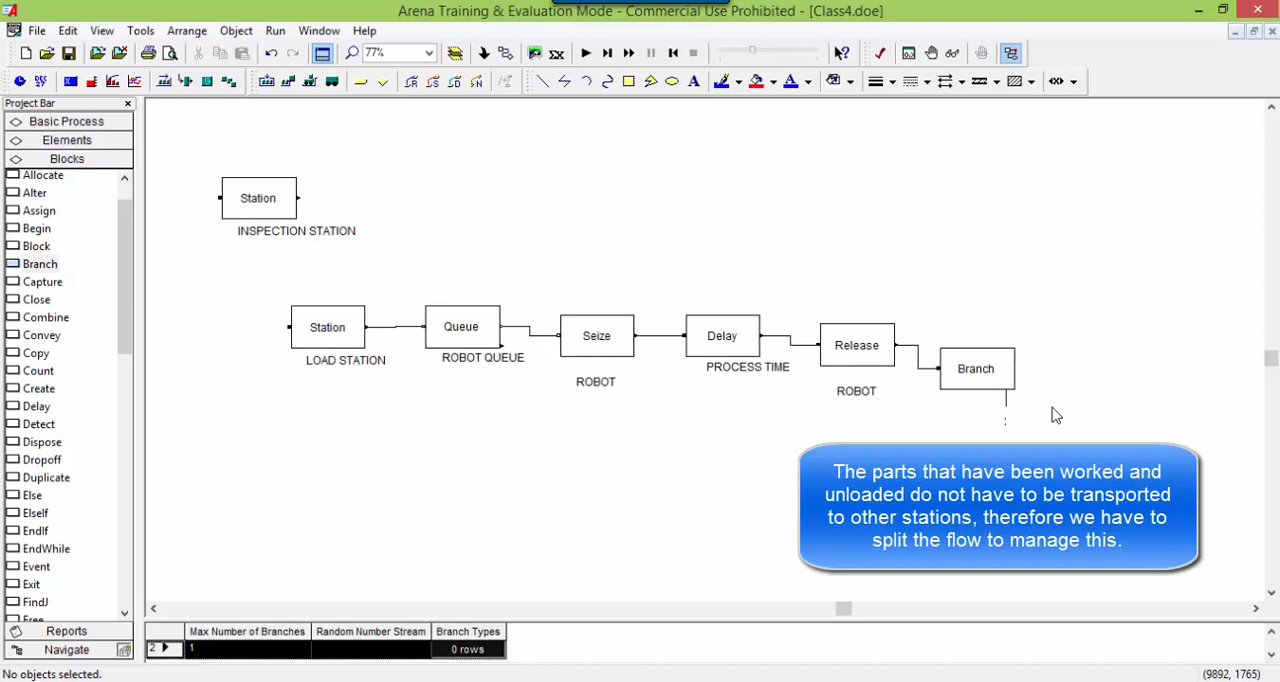 Arena Training & Evaluation Mode - Commercial Use Prohibited - [Class4.doe]
File Edit View Tools Arrange Object Run Window Help
77%
Project Bar
Basic Process
Elements
Blocks
Allocate
Alter
Assign
Begin
Block
Branch
Capture
Close
Combine
Convey
Copy
Count
Create
Delay
Detect
Dispose
Dropoff
Duplicate
Else
ElseIf
EndIf
EndWhile
Event
Exit
FindJ
Free
Reports
Navigate
Station
INSPECTION STATION
Station
LOAD STATION
Queue
ROBOT QUEUE
Seize
ROBOT
Delay
PROCESS TIME
Release
ROBOT
Branch
:
The parts that have been worked and
unloaded do not have to be transported
to other stations, therefore we have to
split the flow to manage this.
Max Number of Branches Random Number Stream Branch Types
2 1 0 rows
No objects selected.
(9892, 1765)